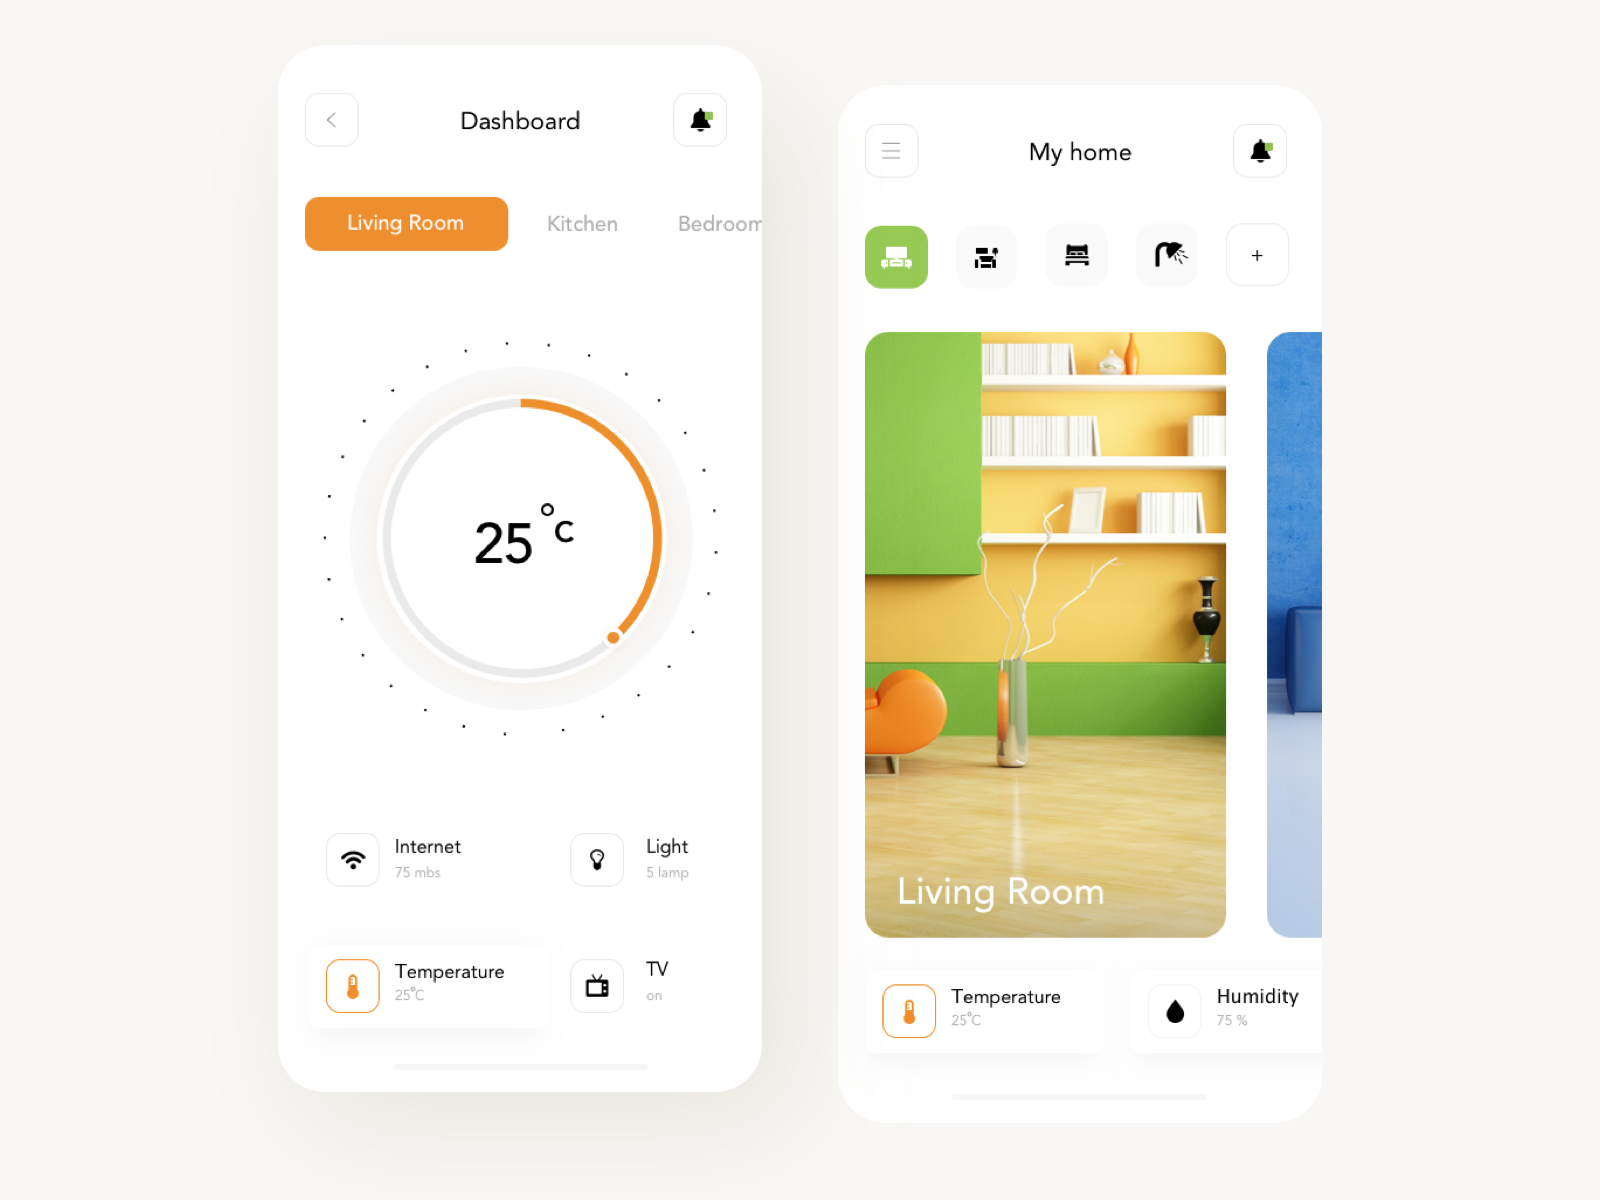 Dashboard
Living Room
Kitchen
Bedroom
25 °C
Internet
75 mbs
Light
5 lamp
Temperature
25°C
TV
on
My home
+
Living Room
Temperature
25°C
Humidity
75 %